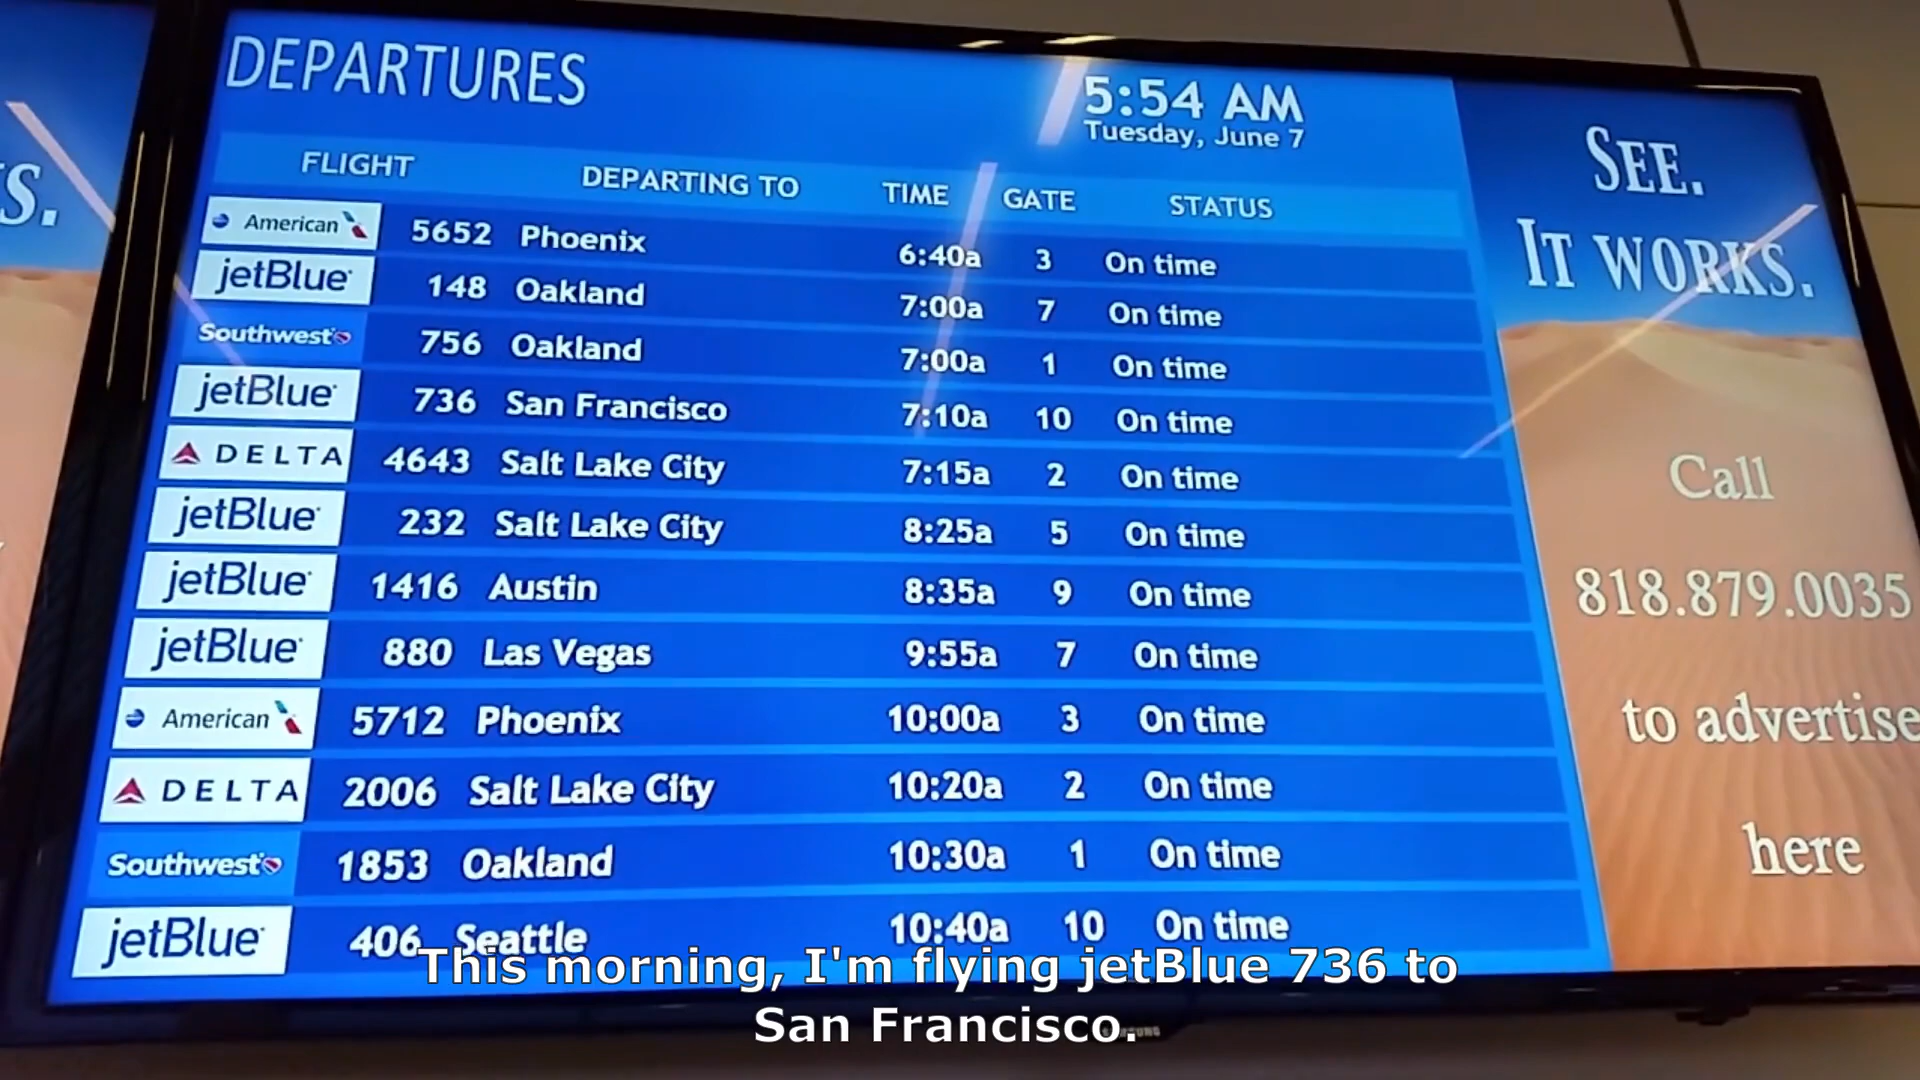 DEPARTURES
5:54 AM
Tuesday, June 7
FLIGHT DEPARTING TO TIME GATE STATUS
American 5652 Phoenix 6:40a 3 On time
jetBlue 148 Oakland 7:00a 7 On time
Southwest 756 Oakland 7:00a 1 On time
jetBlue 736 San Francisco 7:10a 10 On time
DELTA 4643 Salt Lake City 7:15a 2 On time
jetBlue 232 Salt Lake City 8:25a 5 On time
jetBlue 1416 Austin 8:35a 9 On time
jetBlue 880 Las Vegas 9:55a 7 On time
American 5712 Phoenix 10:00a 3 On time
DELTA 2006 Salt Lake City 10:20a 2 On time
Southwest 1853 Oakland 10:30a 1 On time
jetBlue 406 Seattle 10:40a 10 On time
SEE.
IT WORKS.
Call
818.879.0035
to advertise
here
S.
This morning, I'm flying jetBlue 736 to
San Francisco.